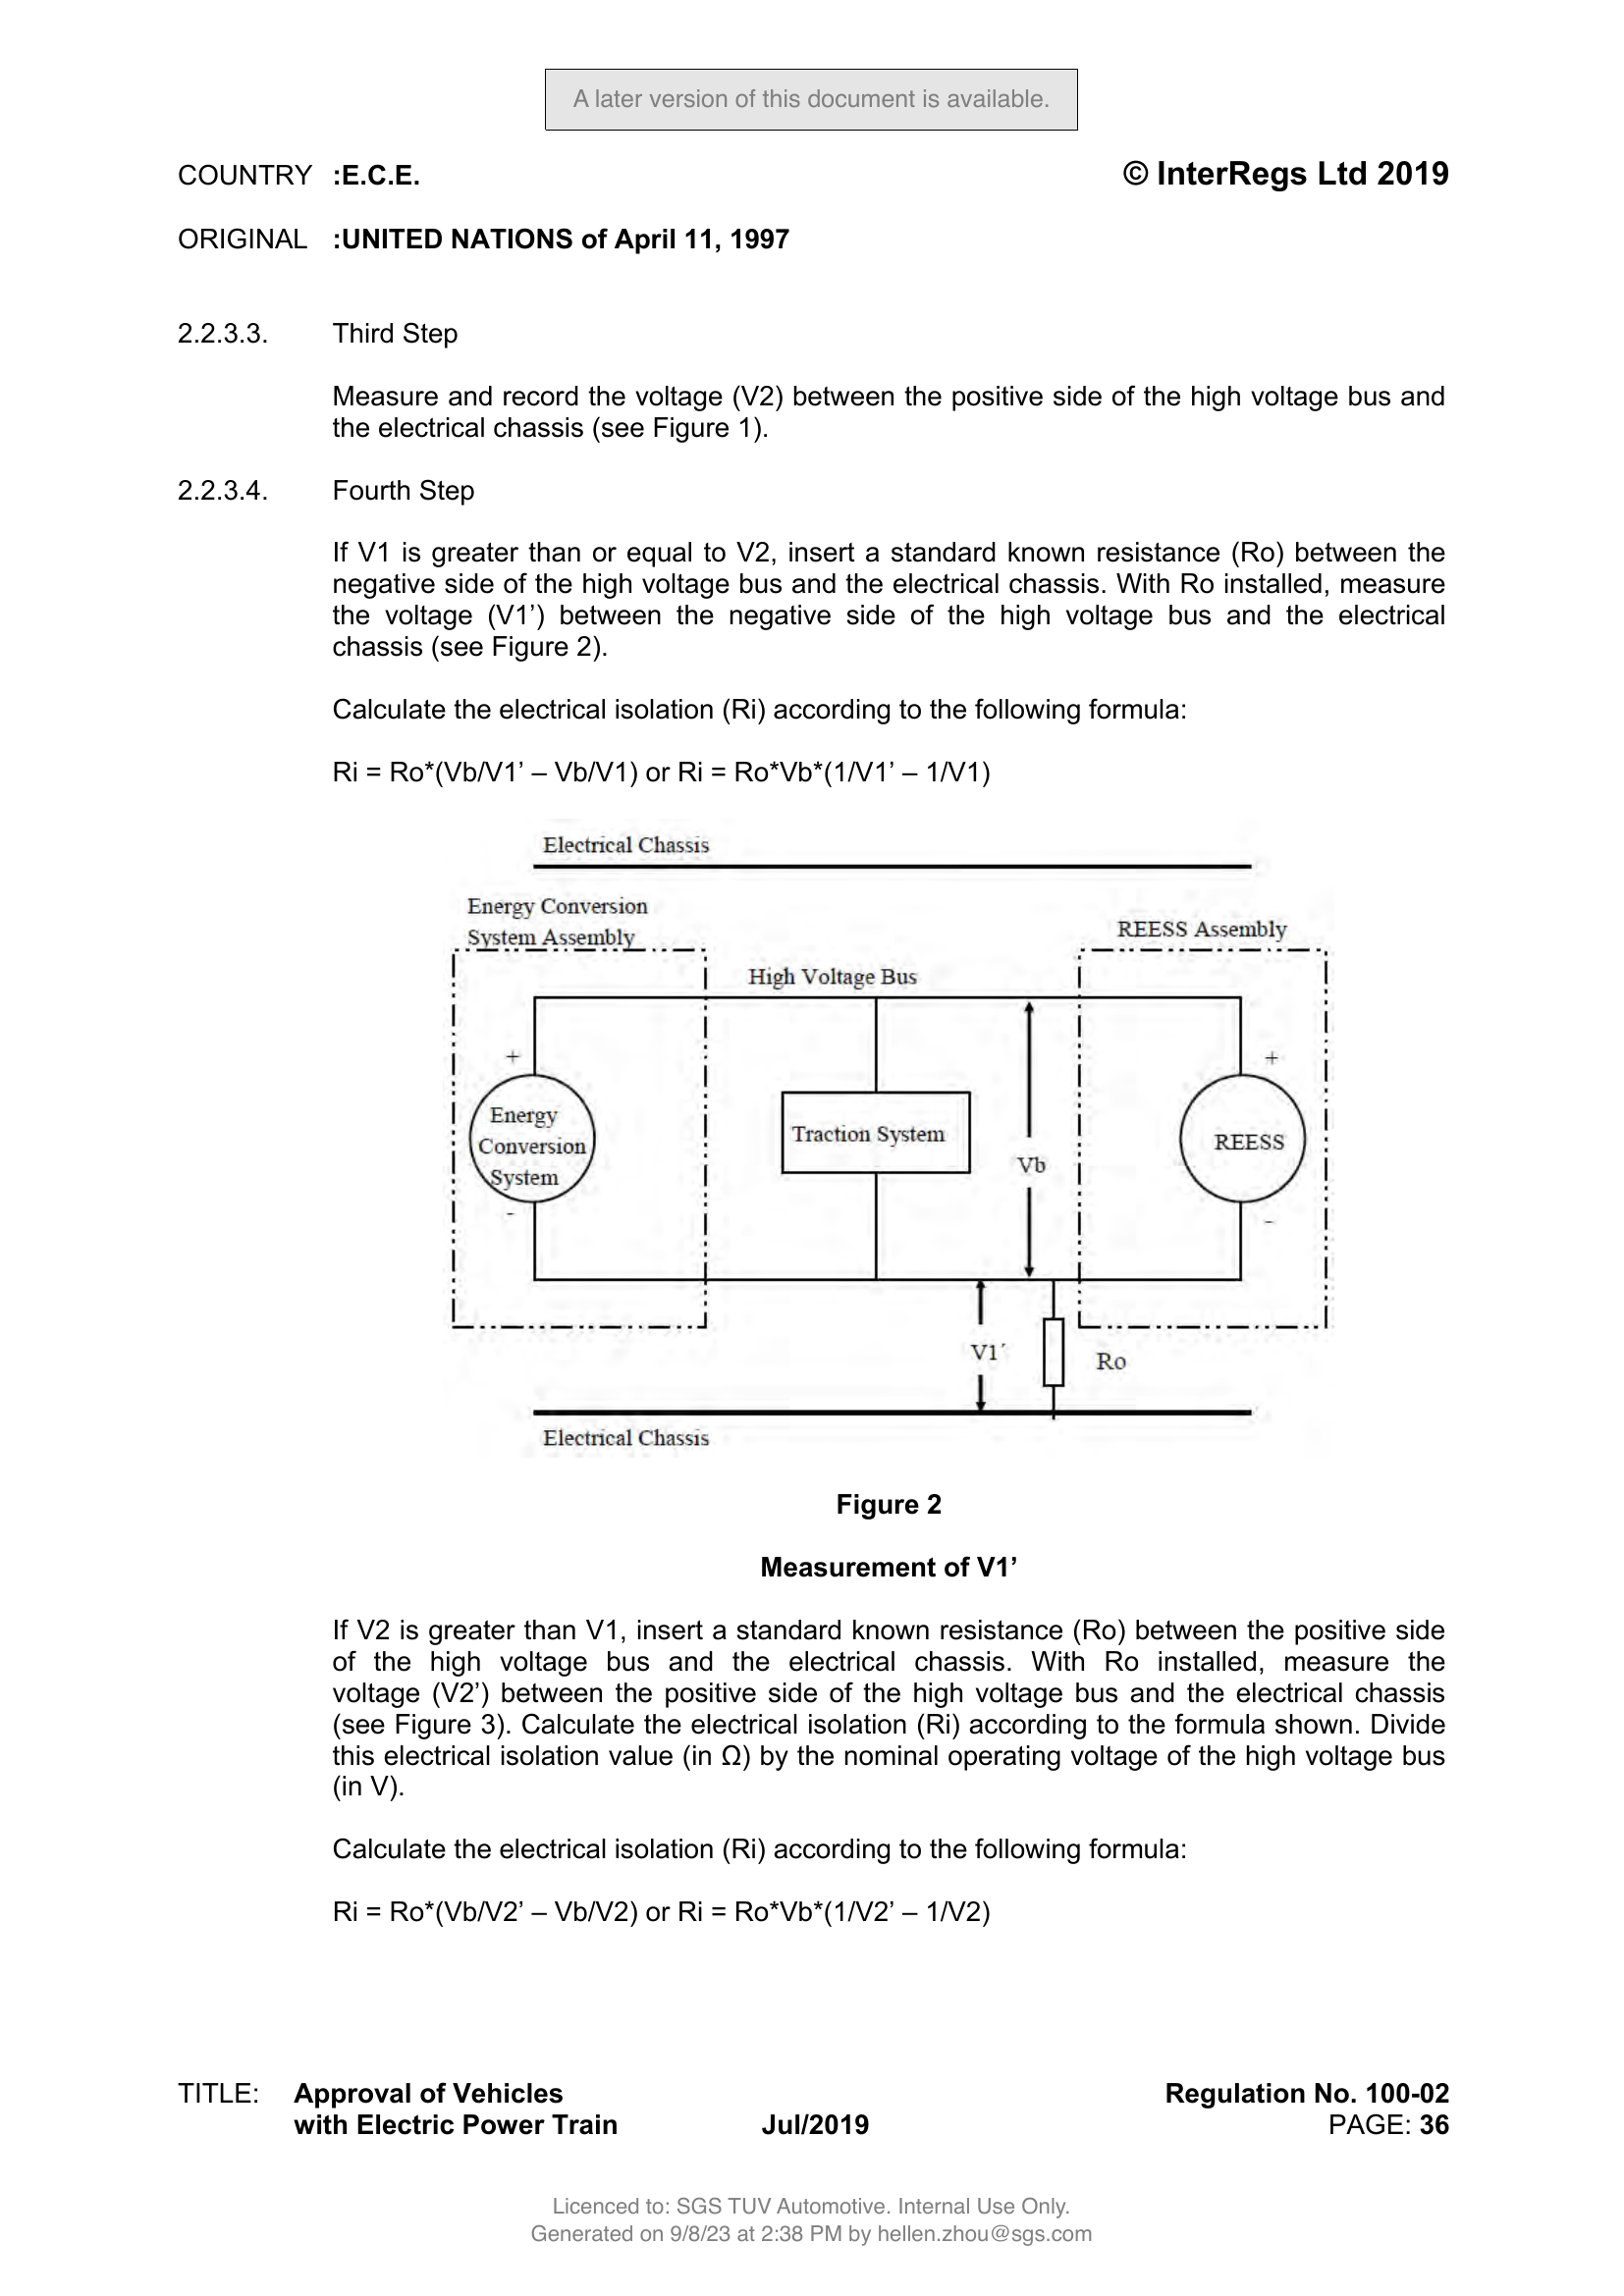 A later version of this document is available.
COUNTRY :E.C.E. © InterRegs Ltd 2019
ORIGINAL :UNITED NATIONS of April 11, 1997
2.2.3.3. Third Step
Measure and record the voltage (V2) between the positive side of the high voltage bus and
the electrical chassis (see Figure 1).
2.2.3.4. Fourth Step
If V1 is greater than or equal to V2, insert a standard known resistance (Ro) between the
negative side of the high voltage bus and the electrical chassis. With Ro installed, measure
the voltage (V1’) between the negative side of the high voltage bus and the electrical
chassis (see Figure 2).
Calculate the electrical isolation (Ri) according to the following formula:
Ri = Ro*(Vb/V1’ – Vb/V1) or Ri = Ro*Vb*(1/V1’ – 1/V1)
Electrical Chassis
Energy Conversion
System Assembly
REESS Assembly
High Voltage Bus
+
+
Energy
Conversion
System
Traction System
REESS
Vb
-
-
V1´
Ro
Electrical Chassis
Figure 2
Measurement of V1’
If V2 is greater than V1, insert a standard known resistance (Ro) between the positive side
of the high voltage bus and the electrical chassis. With Ro installed, measure the
voltage (V2’) between the positive side of the high voltage bus and the electrical chassis
(see Figure 3). Calculate the electrical isolation (Ri) according to the formula shown. Divide
this electrical isolation value (in Ω) by the nominal operating voltage of the high voltage bus
(in V).
Calculate the electrical isolation (Ri) according to the following formula:
Ri = Ro*(Vb/V2’ – Vb/V2) or Ri = Ro*Vb*(1/V2’ – 1/V2)
TITLE: Approval of Vehicles Regulation No. 100-02
with Electric Power Train Jul/2019 PAGE: 36
Licenced to: SGS TUV Automotive. Internal Use Only.
Generated on 9/8/23 at 2:38 PM by hellen.zhou@sgs.com